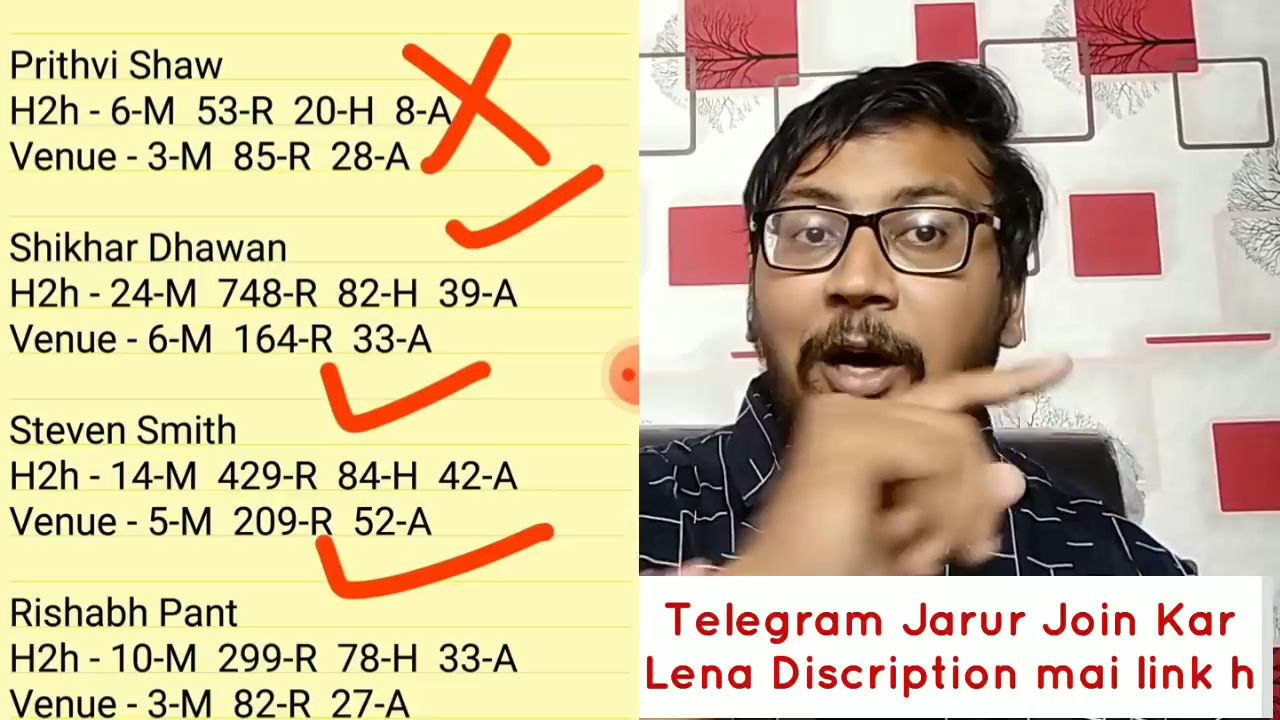 Prithvi Shaw
H2h - 6-M 53-R 20-H 8-A
Venue - 3-M 85-R 28-A
Shikhar Dhawan
H2h - 24-M 748-R 82-H 39-A
Venue - 6-M 164-R 33-A
Steven Smith
H2h - 14-M 429-R 84-H 42-A
Venue - 5-M 209-R 52-A
Rishabh Pant
H2h - 10-M 299-R 78-H 33-A
Venue - 3-M 82-R 27-A
Telegram Jarur Join Kar
Lena Discription mai link h